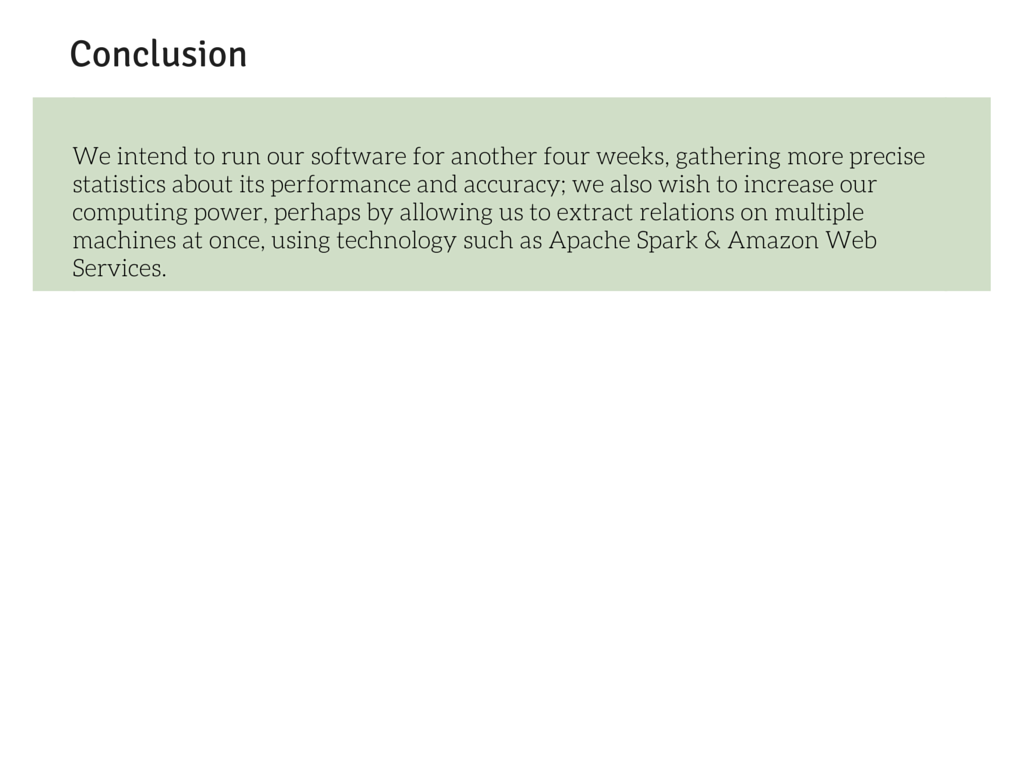 Conclusion
We intend to run our software for another four weeks, gathering more precise
statistics about its performance and accuracy; we also wish to increase our
computing power, perhaps by allowing us to extract relations on multiple
machines at once, using technology such as Apache Spark & Amazon Web
Services.